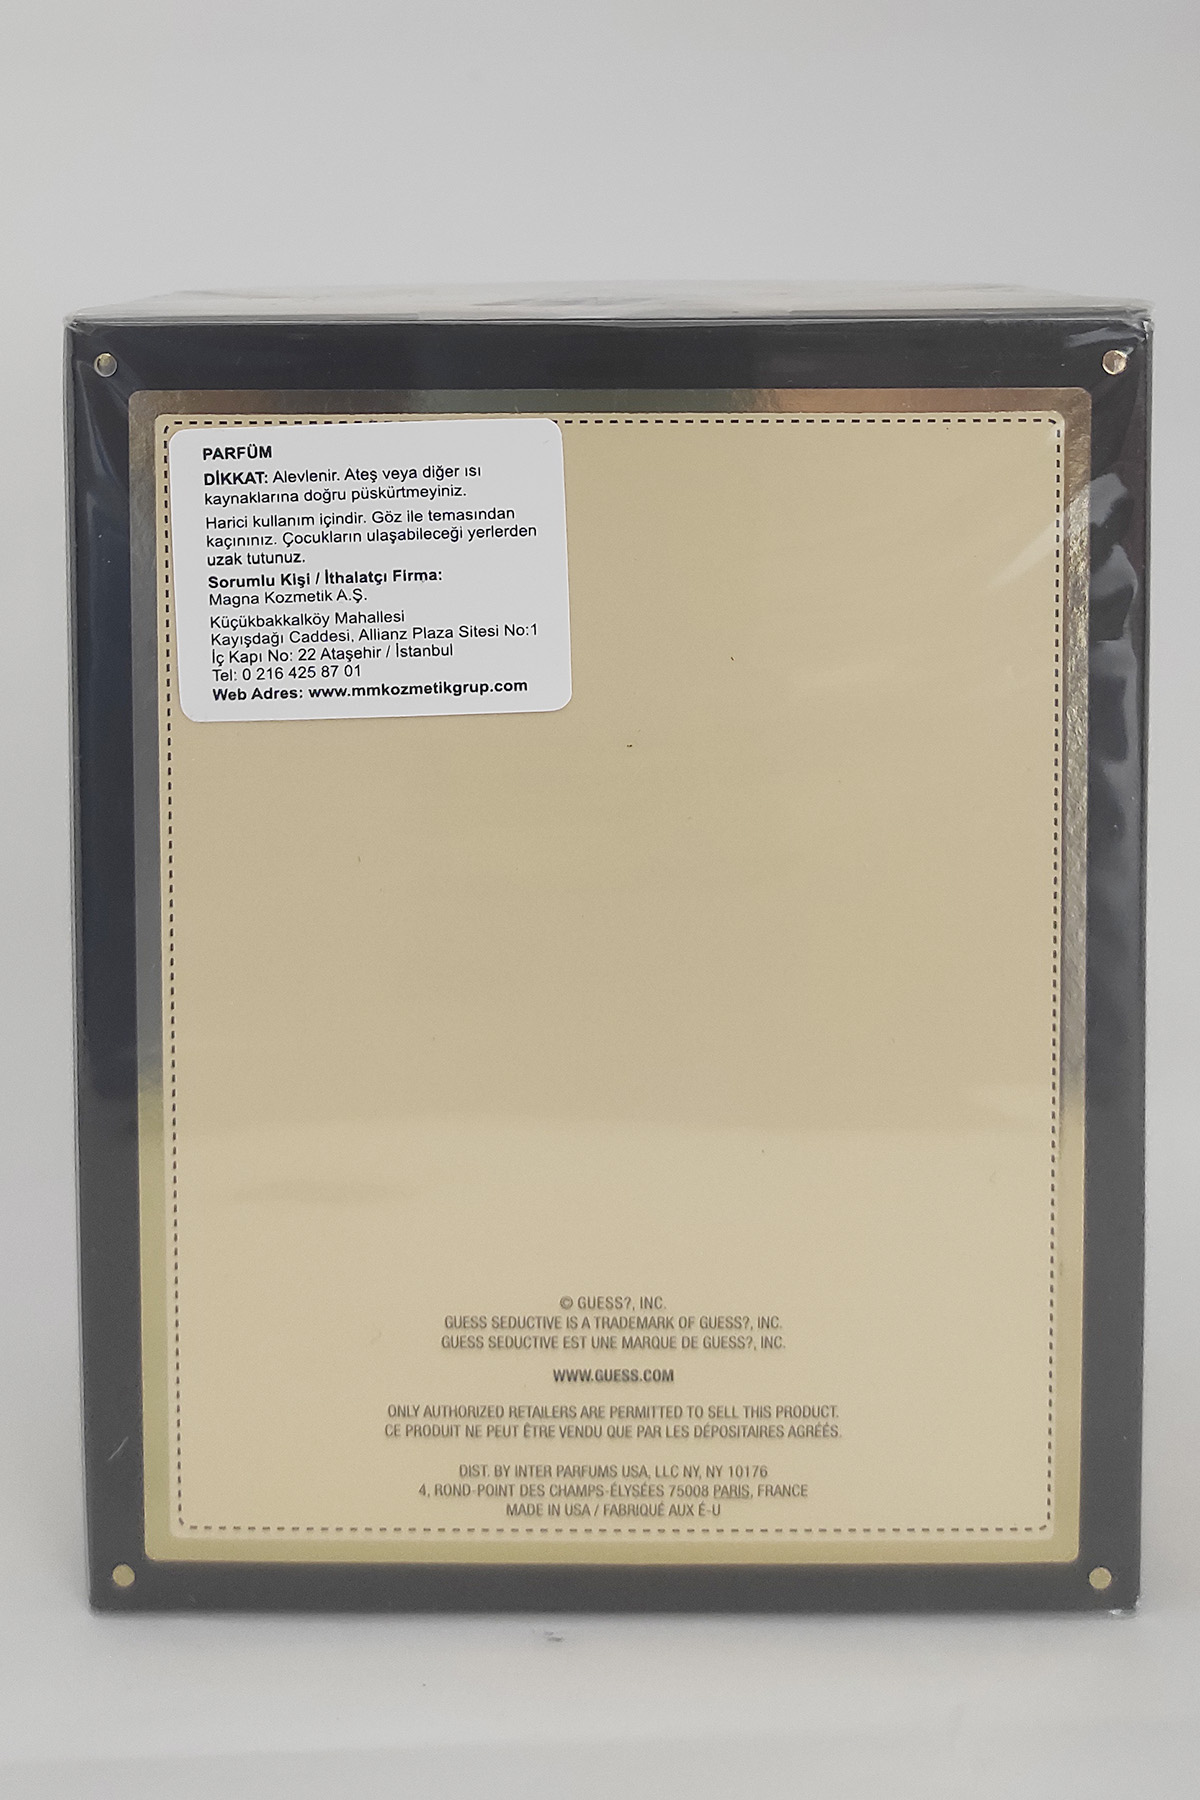 PARFÜM
DİKKAT: Alevlenir. Ateş veya diğer ısı
kaynaklarına doğru püskürtmeyiniz.
Harici kullanım içindir. Göz ile temasından
kaçınınız. Çocukların ulaşabileceği yerlerden
uzak tutunuz.
Sorumlu Kişi / İthalatçı Firma:
Magna Kozmetik A.Ş.
Küçükbakkalköy Mahallesi
Kayışdağı Caddesi, Allianz Plaza Sitesi No:1
İç Kapı No: 22 Ataşehir / İstanbul
Tel: 0 216 425 87 01
Web Adres: www.mmkozmetikgrup.com
© GUESS?, INC.
GUESS SEDUCTIVE IS A TRADEMARK OF GUESS?, INC.
GUESS SEDUCTIVE EST UNE MARQUE DE GUESS?, INC.
WWW.GUESS.COM
ONLY AUTHORIZED RETAILERS ARE PERMITTED TO SELL THIS PRODUCT.
CE PRODUIT NE PEUT ÊTRE VENDU QUE PAR LES DÉPOSITAIRES AGRÉÉS.
DIST. BY INTER PARFUMS USA, LLC NY, NY 10176
4, ROND-POINT DES CHAMPS-ÉLYSÉES 75008 PARIS, FRANCE
MADE IN USA / FABRIQUÉ AUX É-U